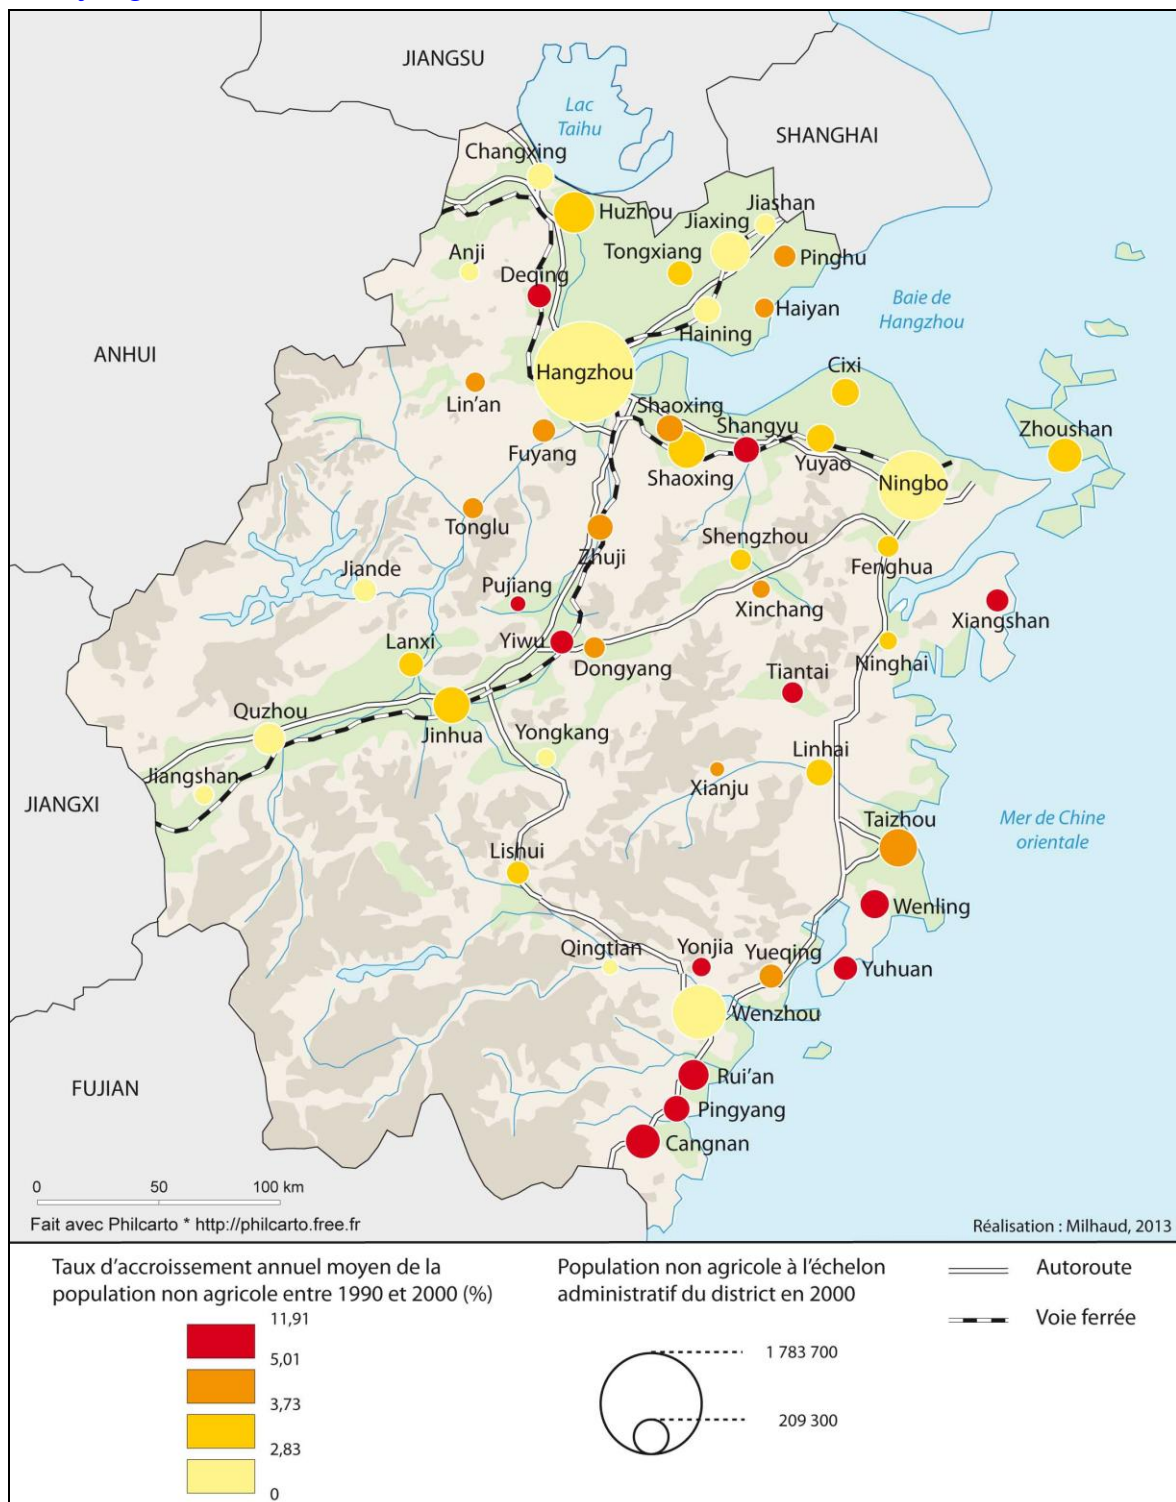 JIANGSU
Lac
Taihu
SHANGHAI
Changxing
Huzhou
Jiashan
Jiaxing
Tongxiang
Pinghu
Anji
Deqing
Haiyan
Haining
Baie de
Hangzhou
ANHUI
Hangzhou
Cixi
Lin'an
Shaoxing
Shangyu
Zhoushan
Fuyang
Yuyao
Shaoxing
Ningbo
Tonglu
Zhuji
Shengzhou
Fenghua
Jiande
Pujiang
Xinchang
Xiangshan
Lanxi
Yiwu
Dongyang
Ninghai
Tiantai
Quzhou
Jinhua
Yongkang
Linhai
Jiangshan
Xianju
JIANGXI
Taizhou
Mer de Chine
orientale
Lishui
Wenling
Qingtian
Yonjia
Yueqing
Yuhuan
Wenzhou
FUJIAN
Rui'an
Pingyang
Cangnan
0 50 100 km
Fait avec Philcarto * http://philcarto.free.fr
Réalisation : Milhaud, 2013
Taux d'accroissement annuel moyen de la
population non agricole entre 1990 et 2000 (%)
11,91
5,01
3,73
2,83
0
Population non agricole à l'échelon
administratif du district en 2000
1 783 700
209 300
Autoroute
Voie ferrée